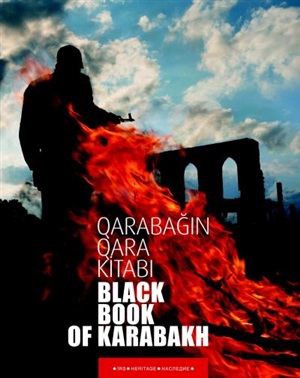 QARABAĞIN
QARA
KİTABI
BLACK
BOOK
OF KARABAKH
IRS HERITAGE НАСЛЕДИЕ